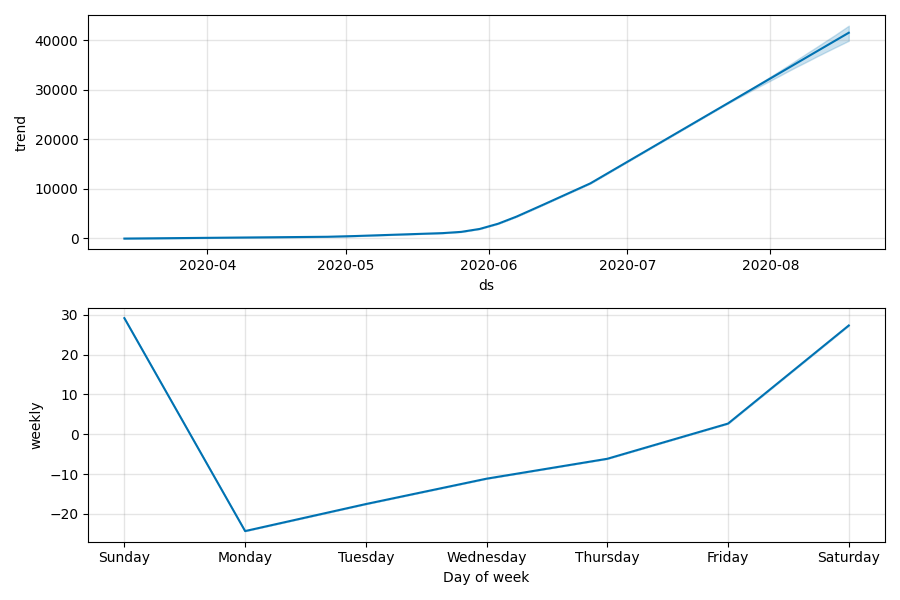 40000
30000
20000
10000
0
trend
2020-04 2020-05 2020-06 2020-07 2020-08
ds
30
20
10
0
−10
−20
weekly
Sunday Monday Tuesday Wednesday Thursday Friday Saturday
Day of week